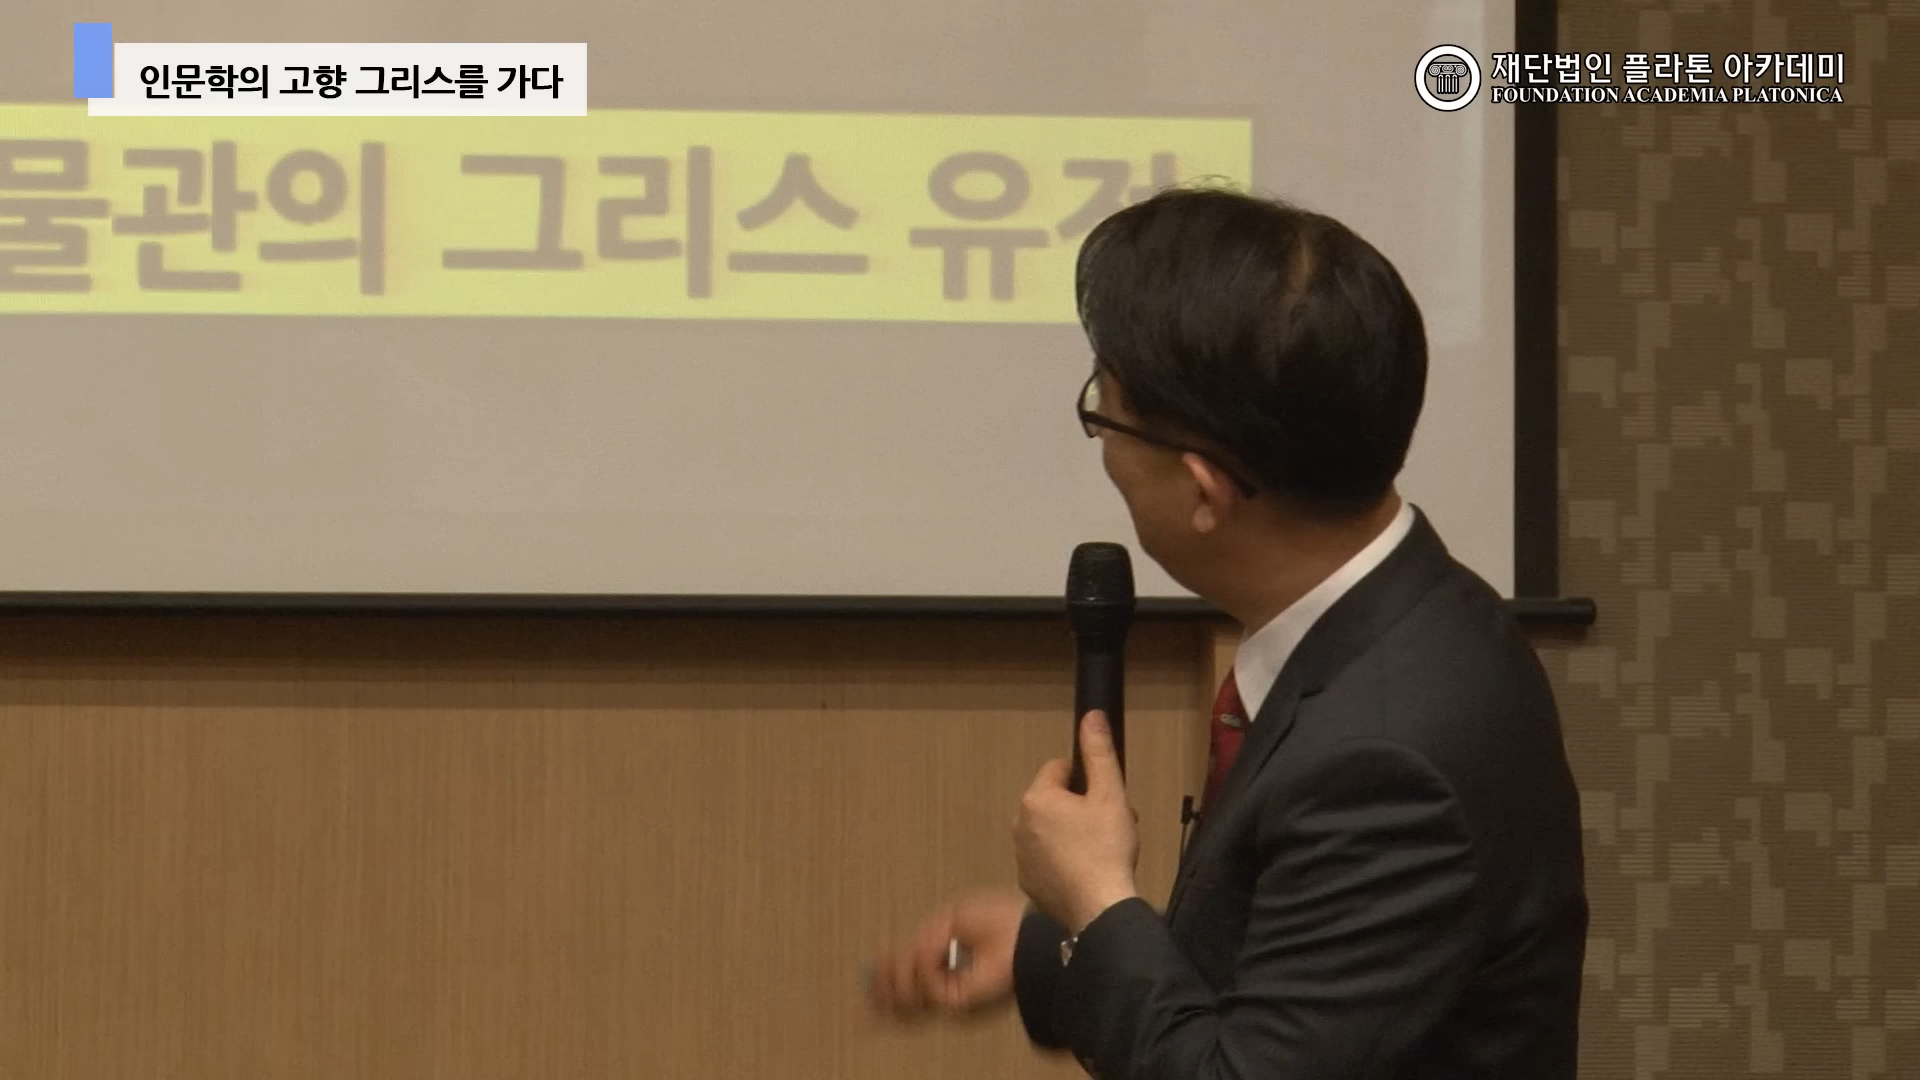 인문학의 고향 그리스를 가다
재단법인 플라톤 아카데미
FOUNDATION ACADEMIA PLATONICA
물관의 그리스